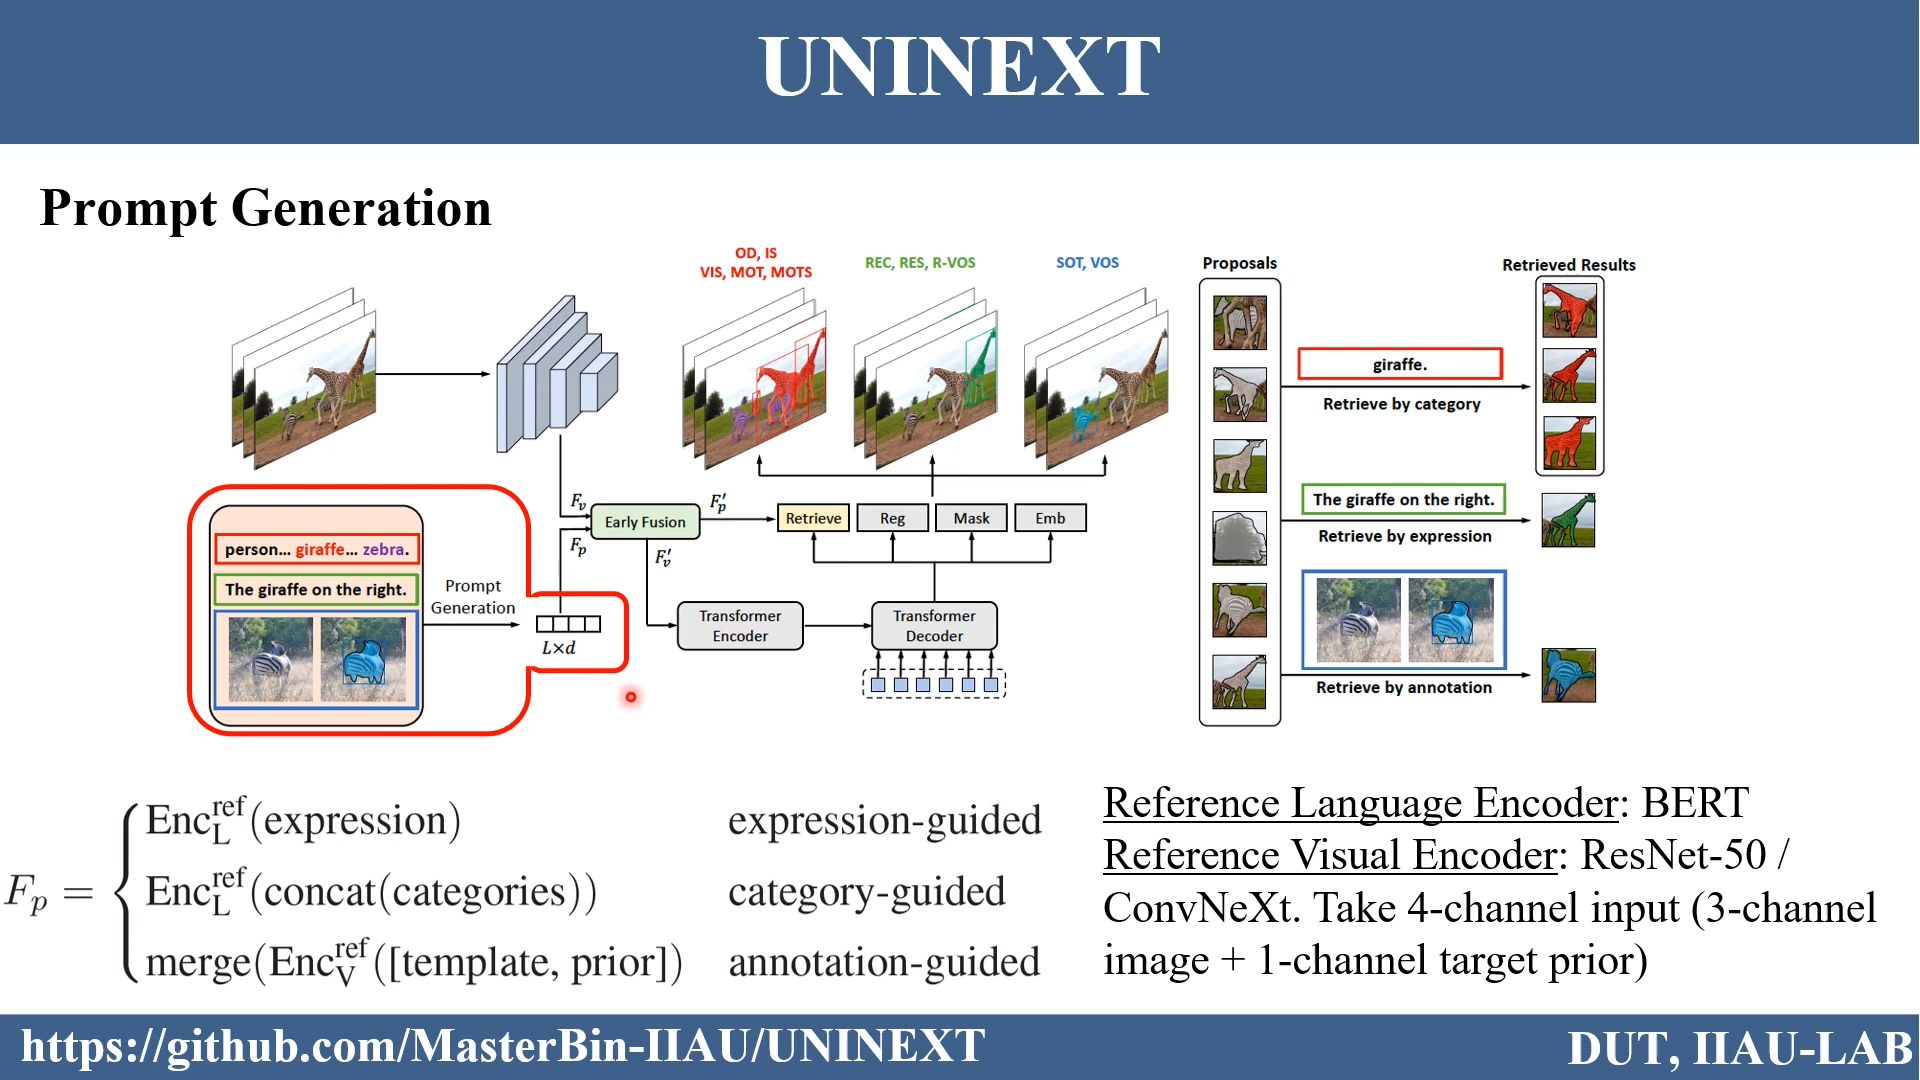 UNINEXT
Prompt Generation
OD, IS
VIS, MOT, MOTS
REC, RES, R-VOS
SOT, VOS
Proposals
Retrieved Results
giraffe.
Retrieve by category
The giraffe on the right.
Retrieve by expression
Retrieve by annotation
person... giraffe... zebra.
The giraffe on the right.
Prompt
Generation
L×d
F_v
F_p
Early Fusion
F'_p
F'_v
Retrieve
Reg
Mask
Emb
Transformer
Encoder
Transformer
Decoder
F_p = { Enc_L^ref(expression) expression-guided
Enc_L^ref(concat(categories)) category-guided
merge(Enc_V^ref([template, prior]) annotation-guided
Reference Language Encoder: BERT
Reference Visual Encoder: ResNet-50 /
ConvNeXt. Take 4-channel input (3-channel
image + 1-channel target prior)
https://github.com/MasterBin-IIAU/UNINEXT
DUT, IIAU-LAB